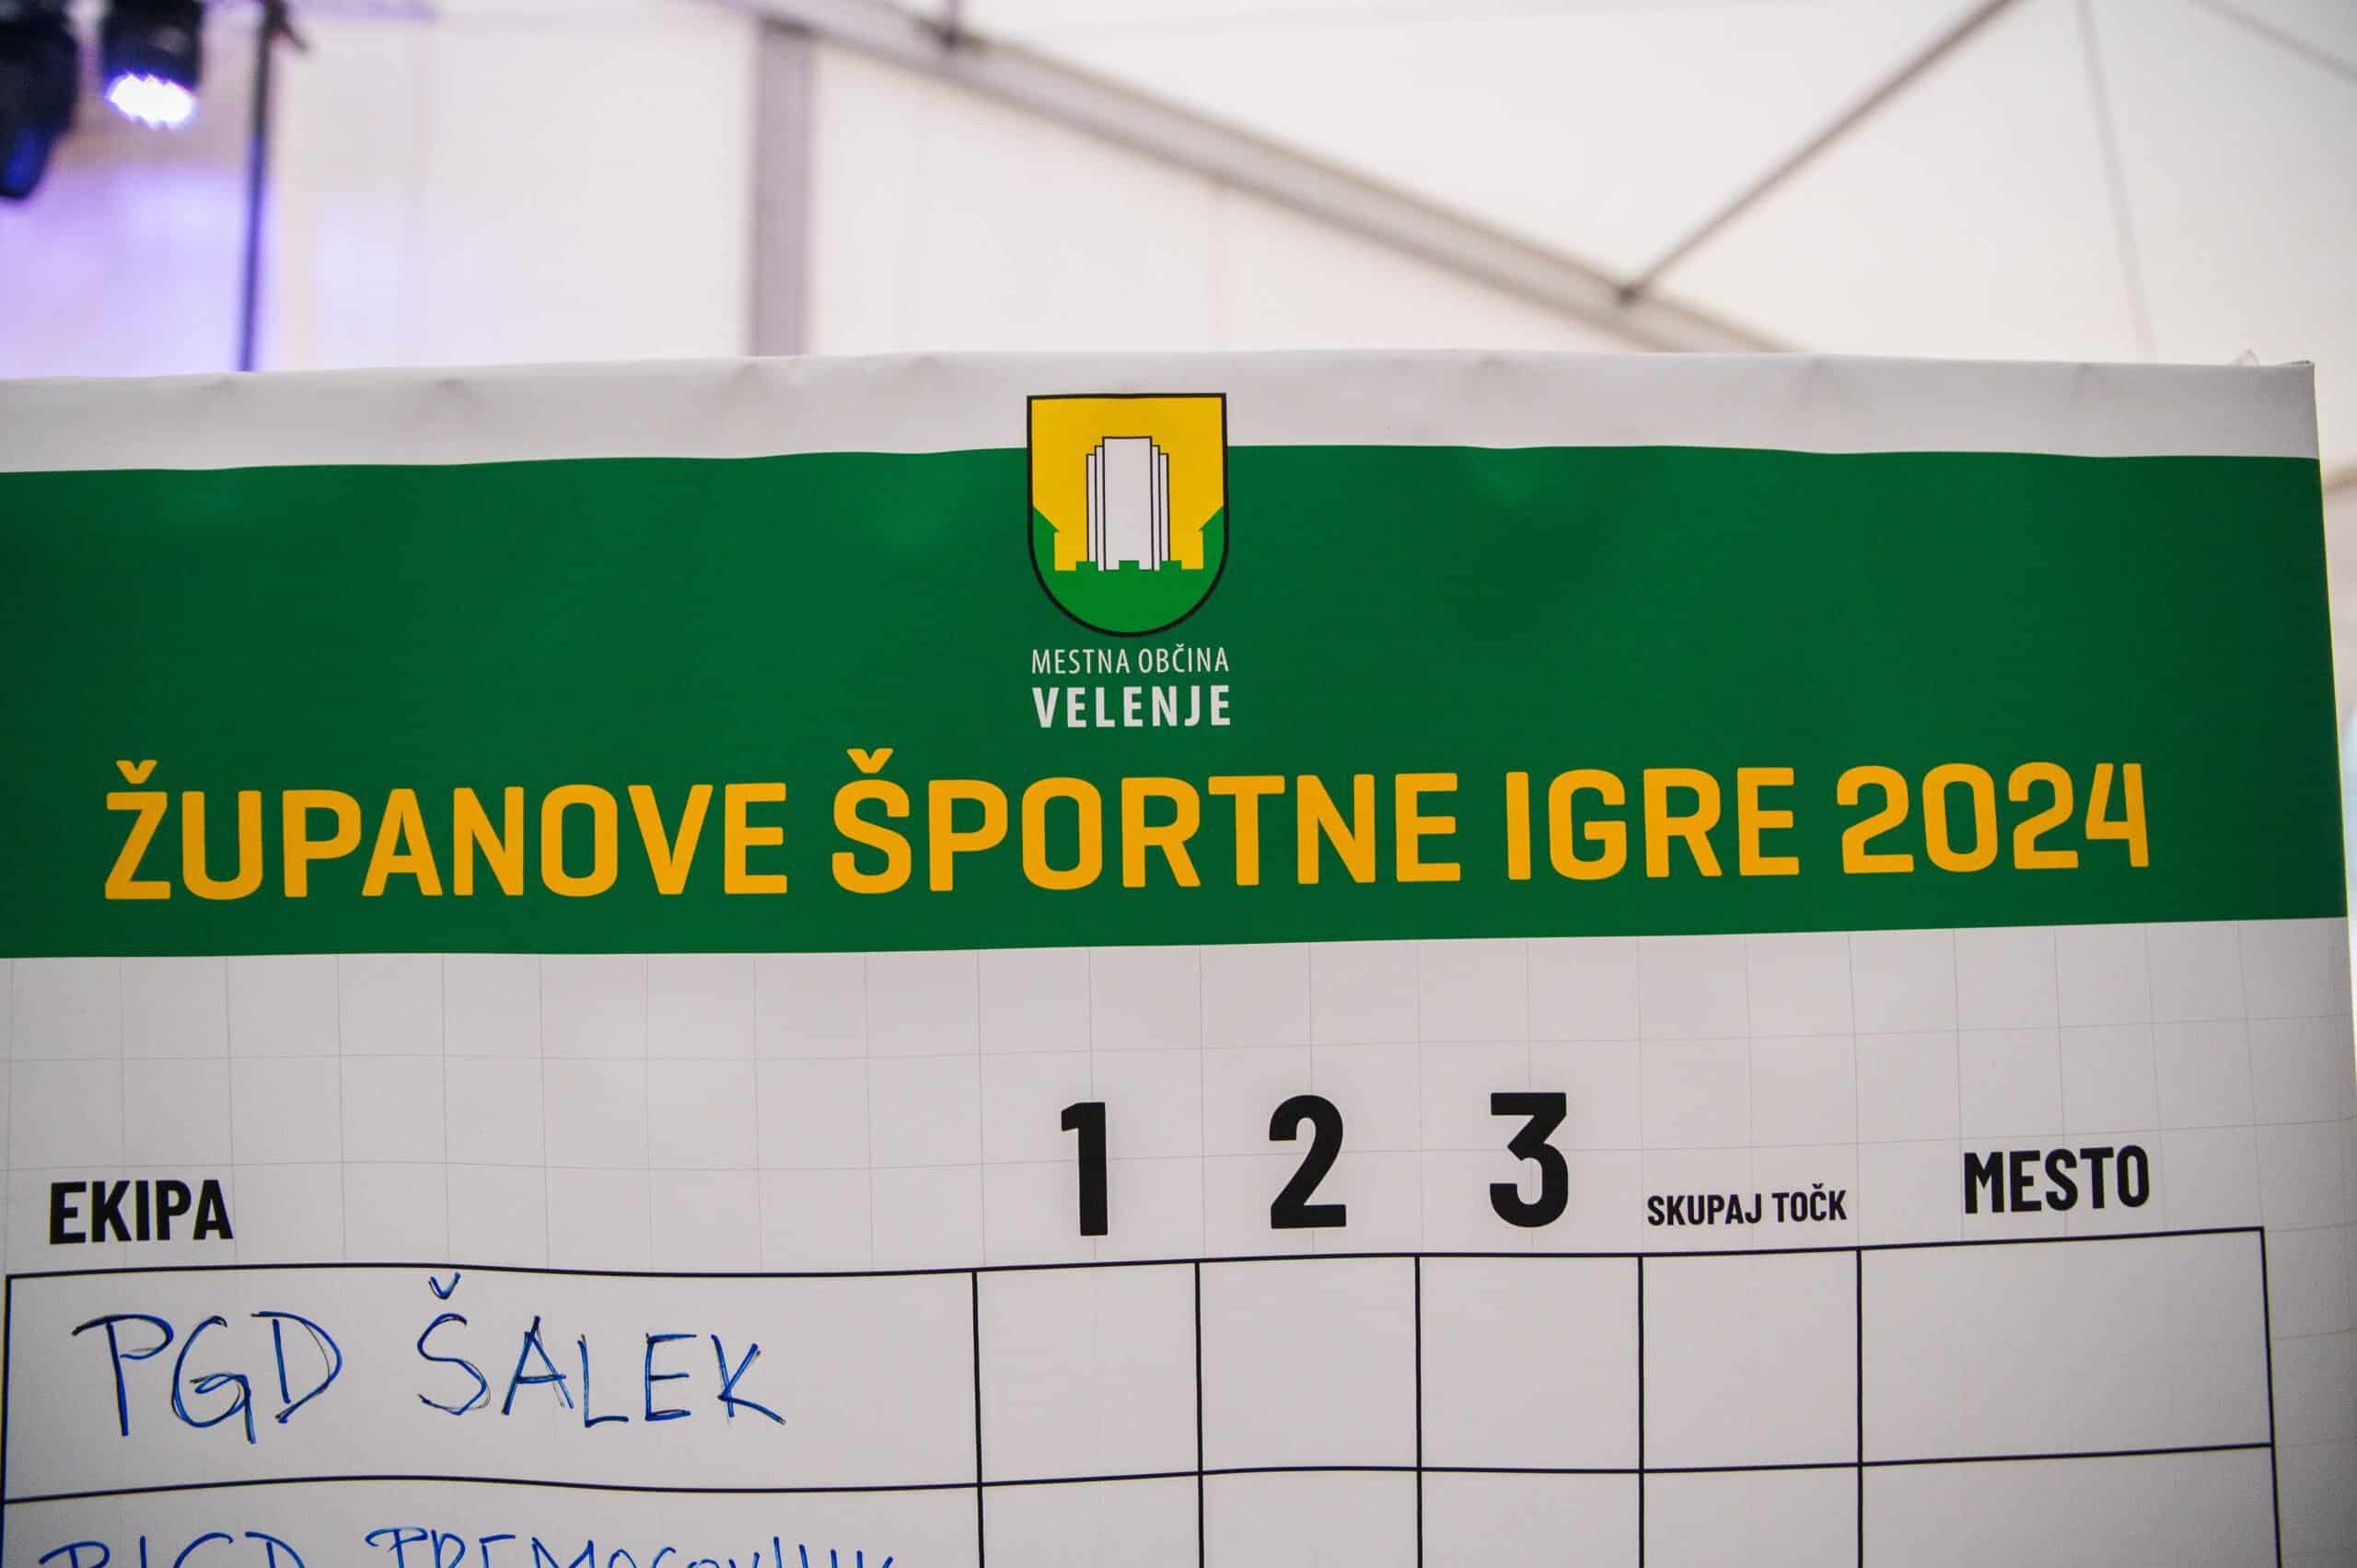 MESTNA OBČINA
VELENJE
ŽUPANOVE ŠPORTNE IGRE 2024
EKIPA 1 2 3 SKUPAJ TOČK MESTO
PGD ŠALEK